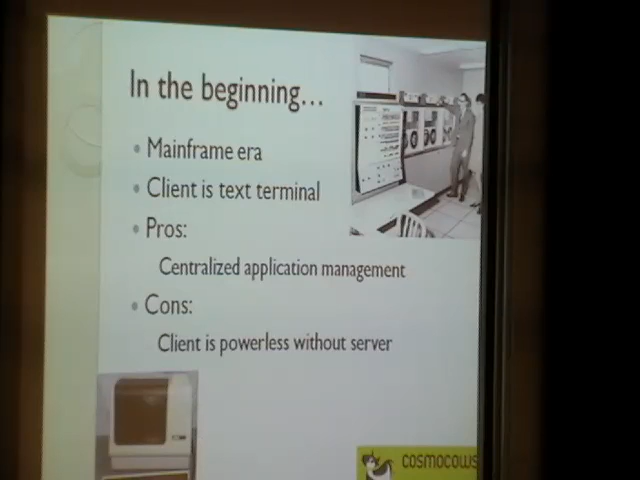 In the beginning...
Mainframe era
Client is text terminal
Pros:
Centralized application management
Cons:
Client is powerless without server
COSMOCOWS